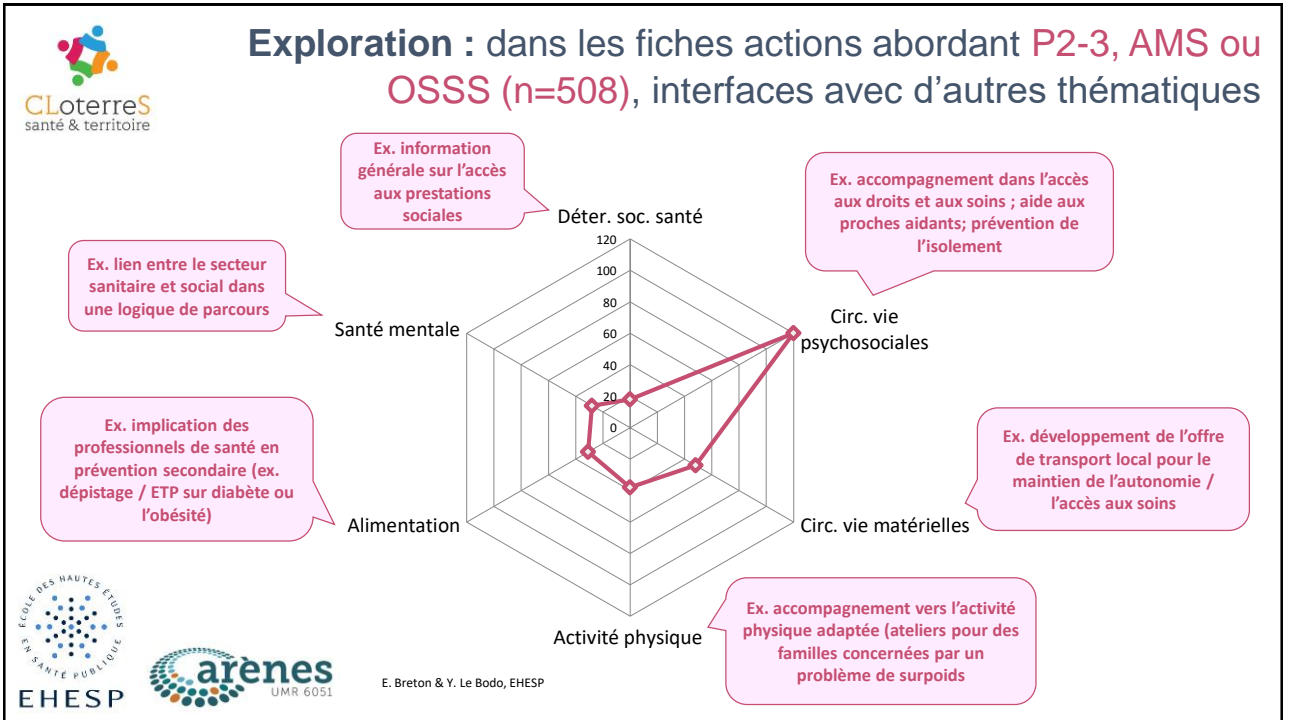 CLoterreS
santé & territoire
Exploration : dans les fiches actions abordant P2-3, AMS ou
OSSS (n=508), interfaces avec d'autres thématiques
Ex. information
générale sur l'accès
aux prestations
sociales
Ex. accompagnement dans l'accès
aux droits et aux soins ; aide aux
proches aidants; prévention de
l'isolement
Ex. lien entre le secteur
sanitaire et social dans
une logique de parcours
Déter. soc. santé
120
100
80
60
40
20
0
Santé mentale
Circ. vie
psychosociales
Ex. implication des
professionnels de santé en
prévention secondaire (ex.
dépistage / ETP sur diabète ou
l'obésité)
Ex. développement de l'offre
de transport local pour le
maintien de l'autonomie /
l'accès aux soins
Alimentation
Circ. vie matérielles
Activité physique
Ex. accompagnement vers l'activité
physique adaptée (ateliers pour des
familles concernées par un
problème de surpoids
ÉCOLE DES HAUTES ÉTUDES
EN SANTÉ PUBLIQUE
EHESP
arènes
UMR 6051
E. Breton & Y. Le Bodo, EHESP